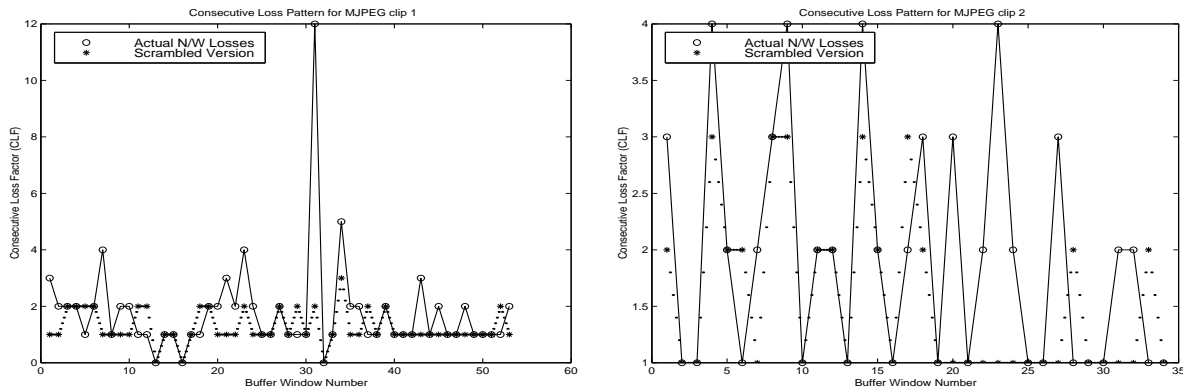 Consecutive Loss Pattern for MJPEG clip 1
12
10
8
6
4
2
0
Consecutive Loss Factor (CLF)
Actual N/W Losses
Scrambled Version
0 10 20 30 40 50 60
Buffer Window Number
Consecutive Loss Pattern for MJPEG clip 2
4
3.5
3
2.5
2
1.5
1
Consecutive Loss Factor (CLF)
Actual N/W Losses
Scrambled Version
0 5 10 15 20 25 30 35
Buffer Window Number